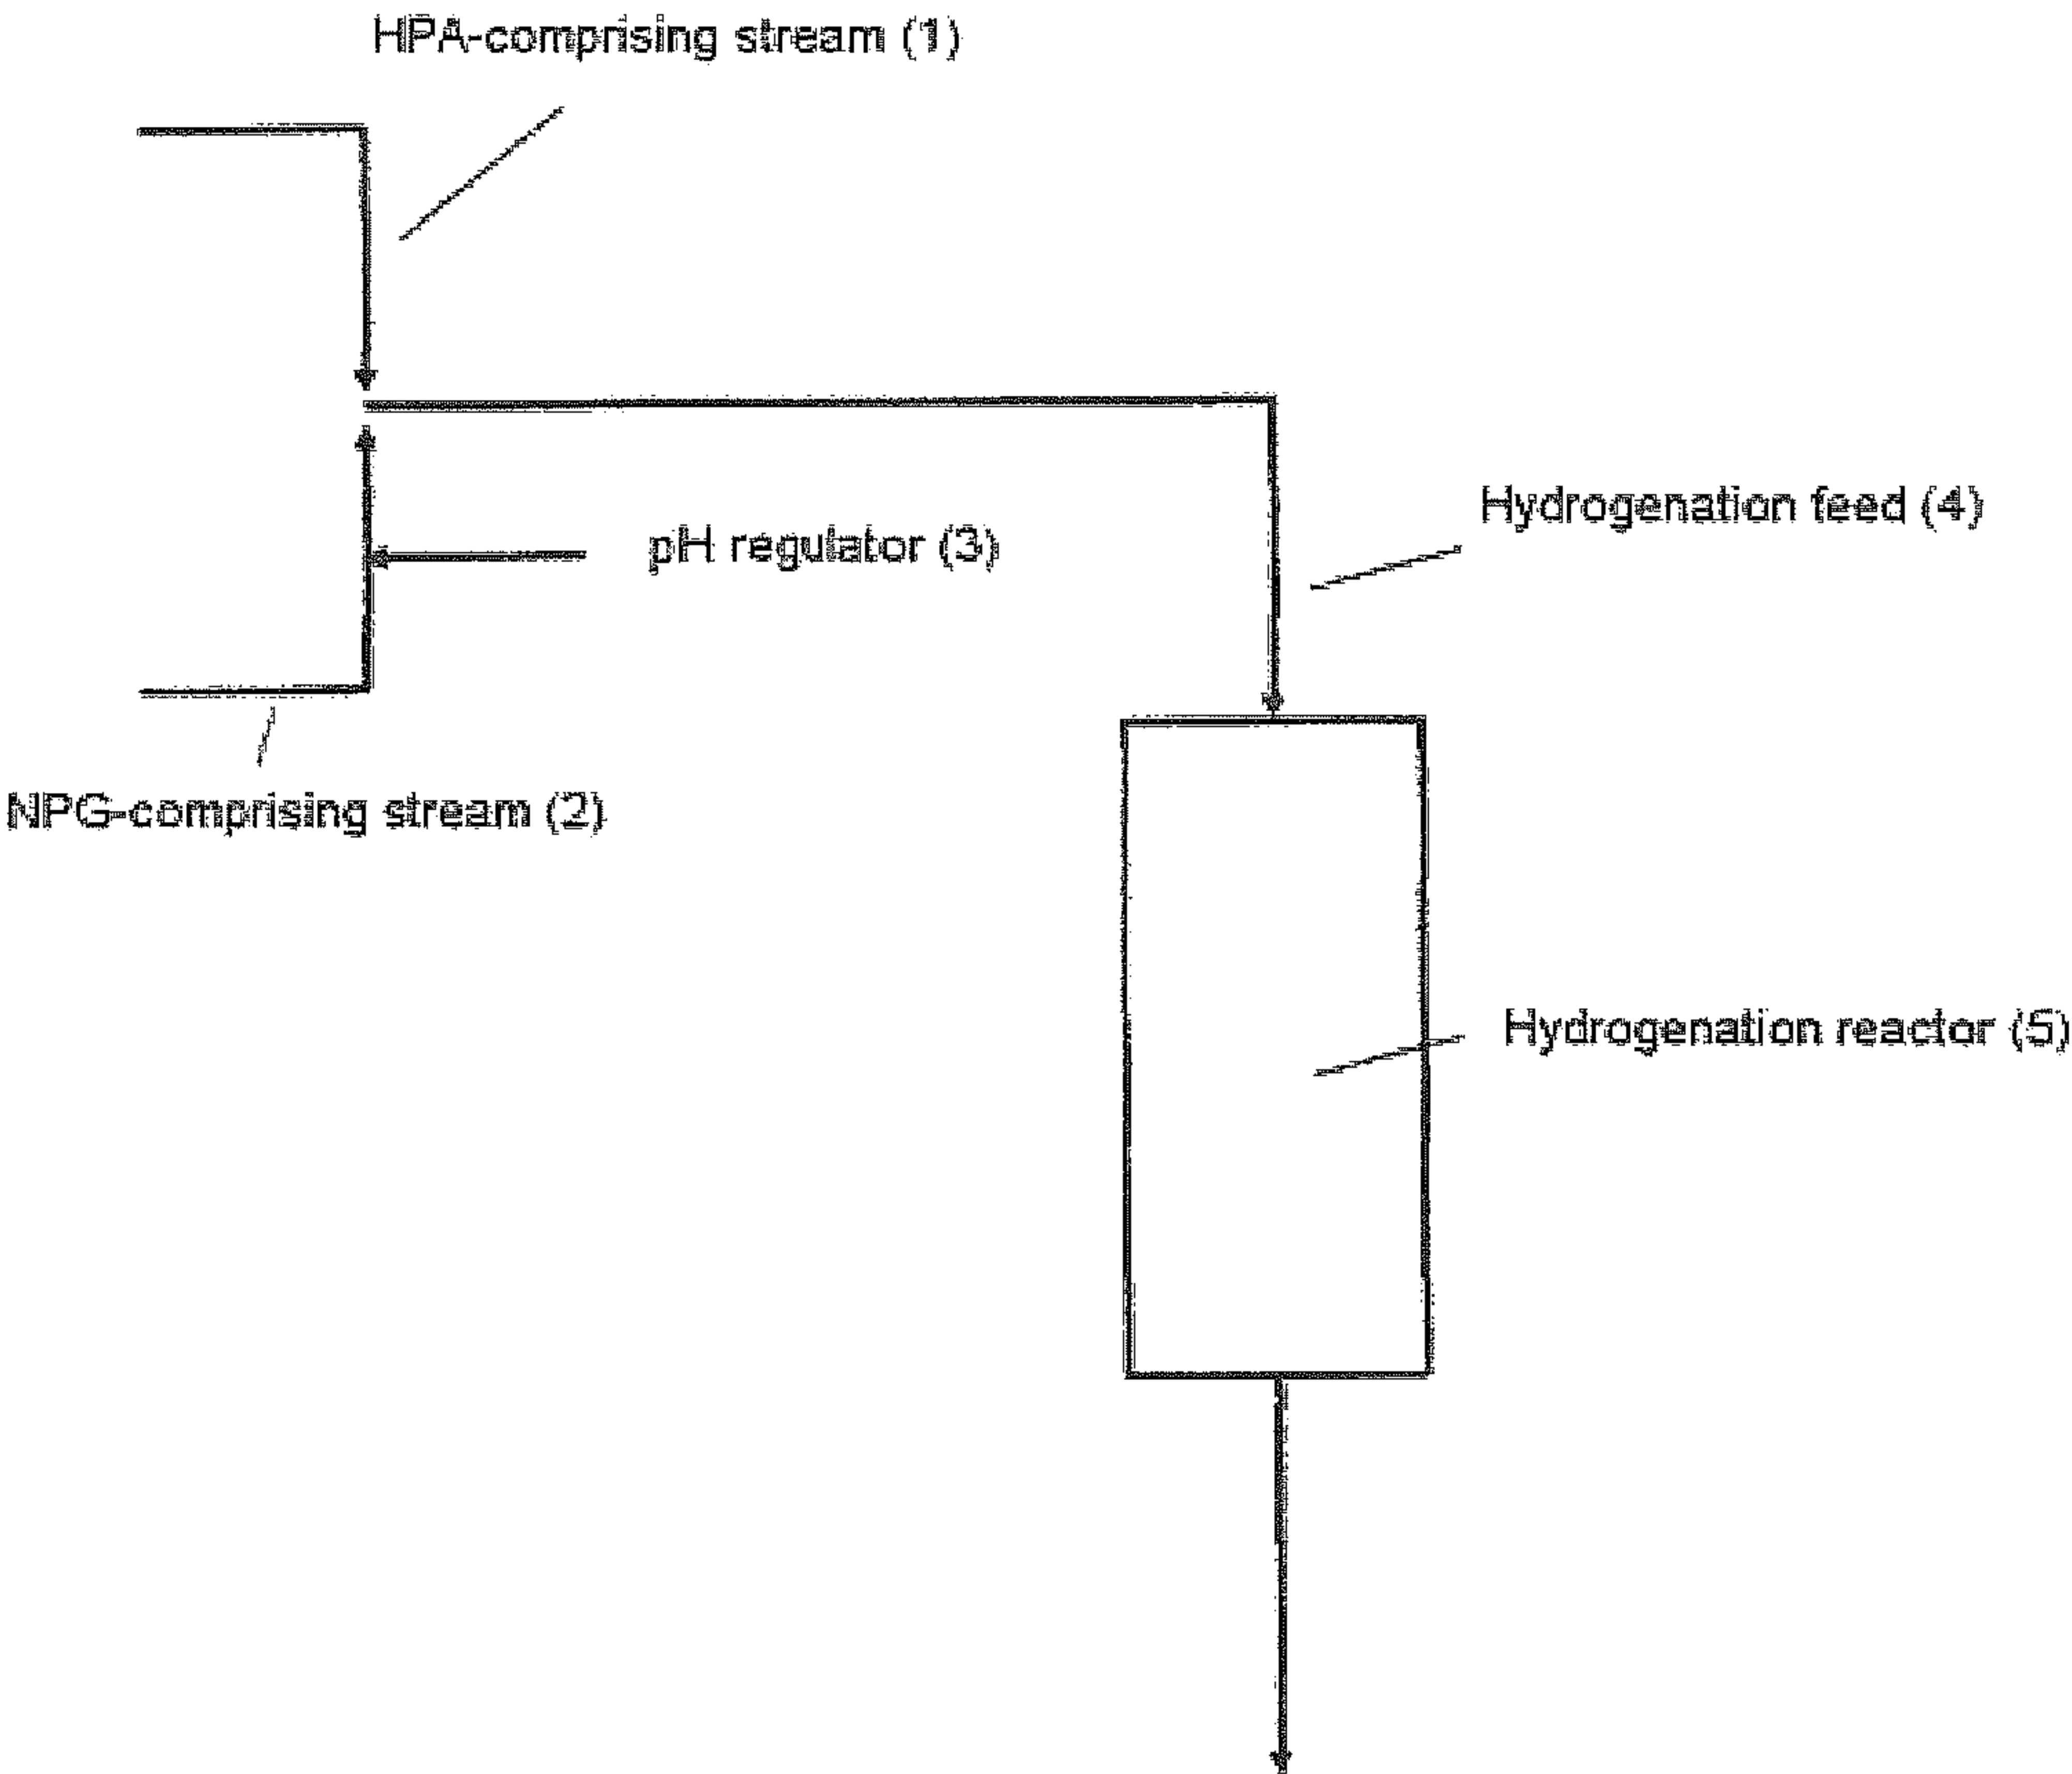 HPA-comprising stream (1)
Hydrogenation feed (4)
pH regulator (3)
NPG-comprising stream (2)
Hydrogenation reactor (5)